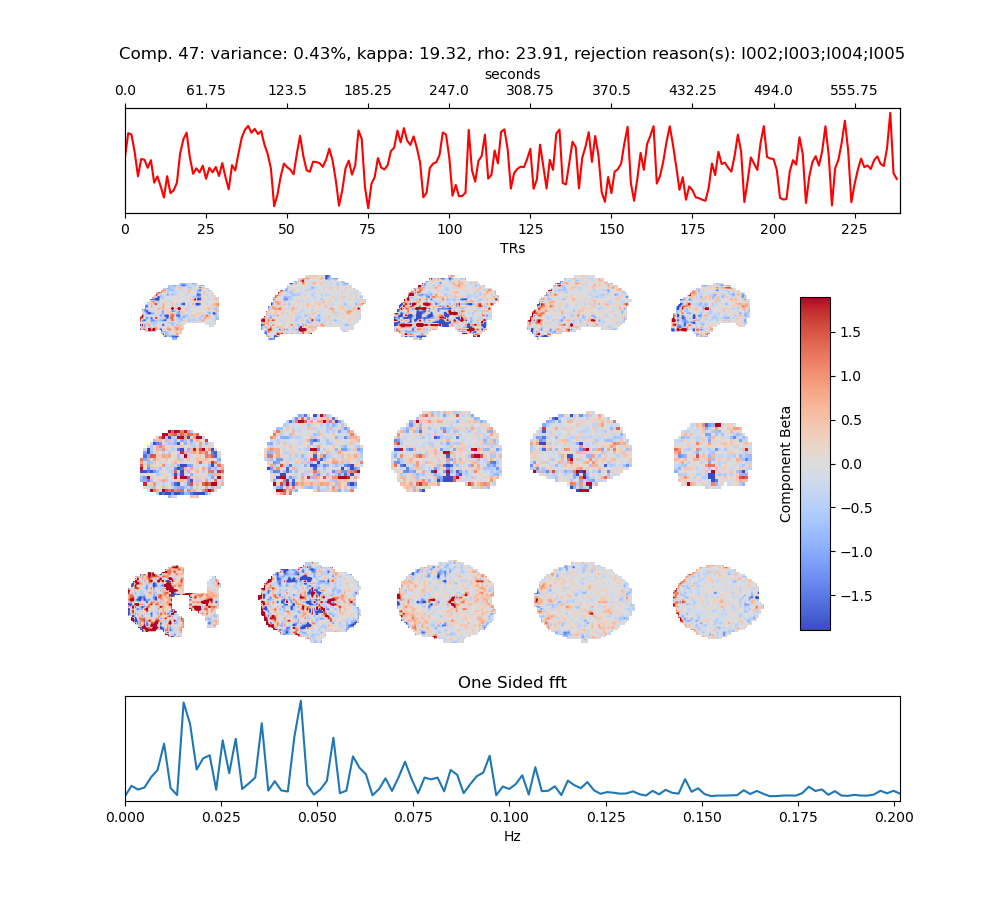 Comp. 47: variance: 0.43%, kappa: 19.32, rho: 23.91, rejection reason(s): I002;I003;I004;I005
seconds
0.0 61.75 123.5 185.25 247.0 308.75 370.5 432.25 494.0 555.75
0 25 50 75 100 125 150 175 200 225
TRs
1.5
1.0
0.5
0.0
−0.5
−1.0
−1.5
Component Beta
One Sided fft
0.000 0.025 0.050 0.075 0.100 0.125 0.150 0.175 0.200
Hz